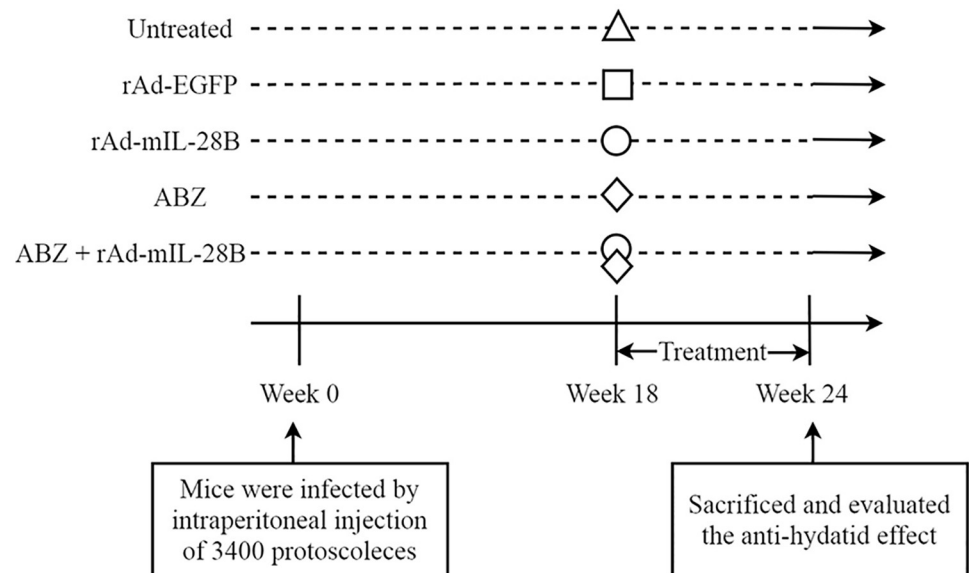 Untreated
rAd-EGFP
rAd-mIL-28B
ABZ
ABZ + rAd-mIL-28B
Treatment
Week 0
Week 18
Week 24
Mice were infected by
intraperitoneal injection
of 3400 protoscoleces
Sacrificed and evaluated
the anti-hydatid effect